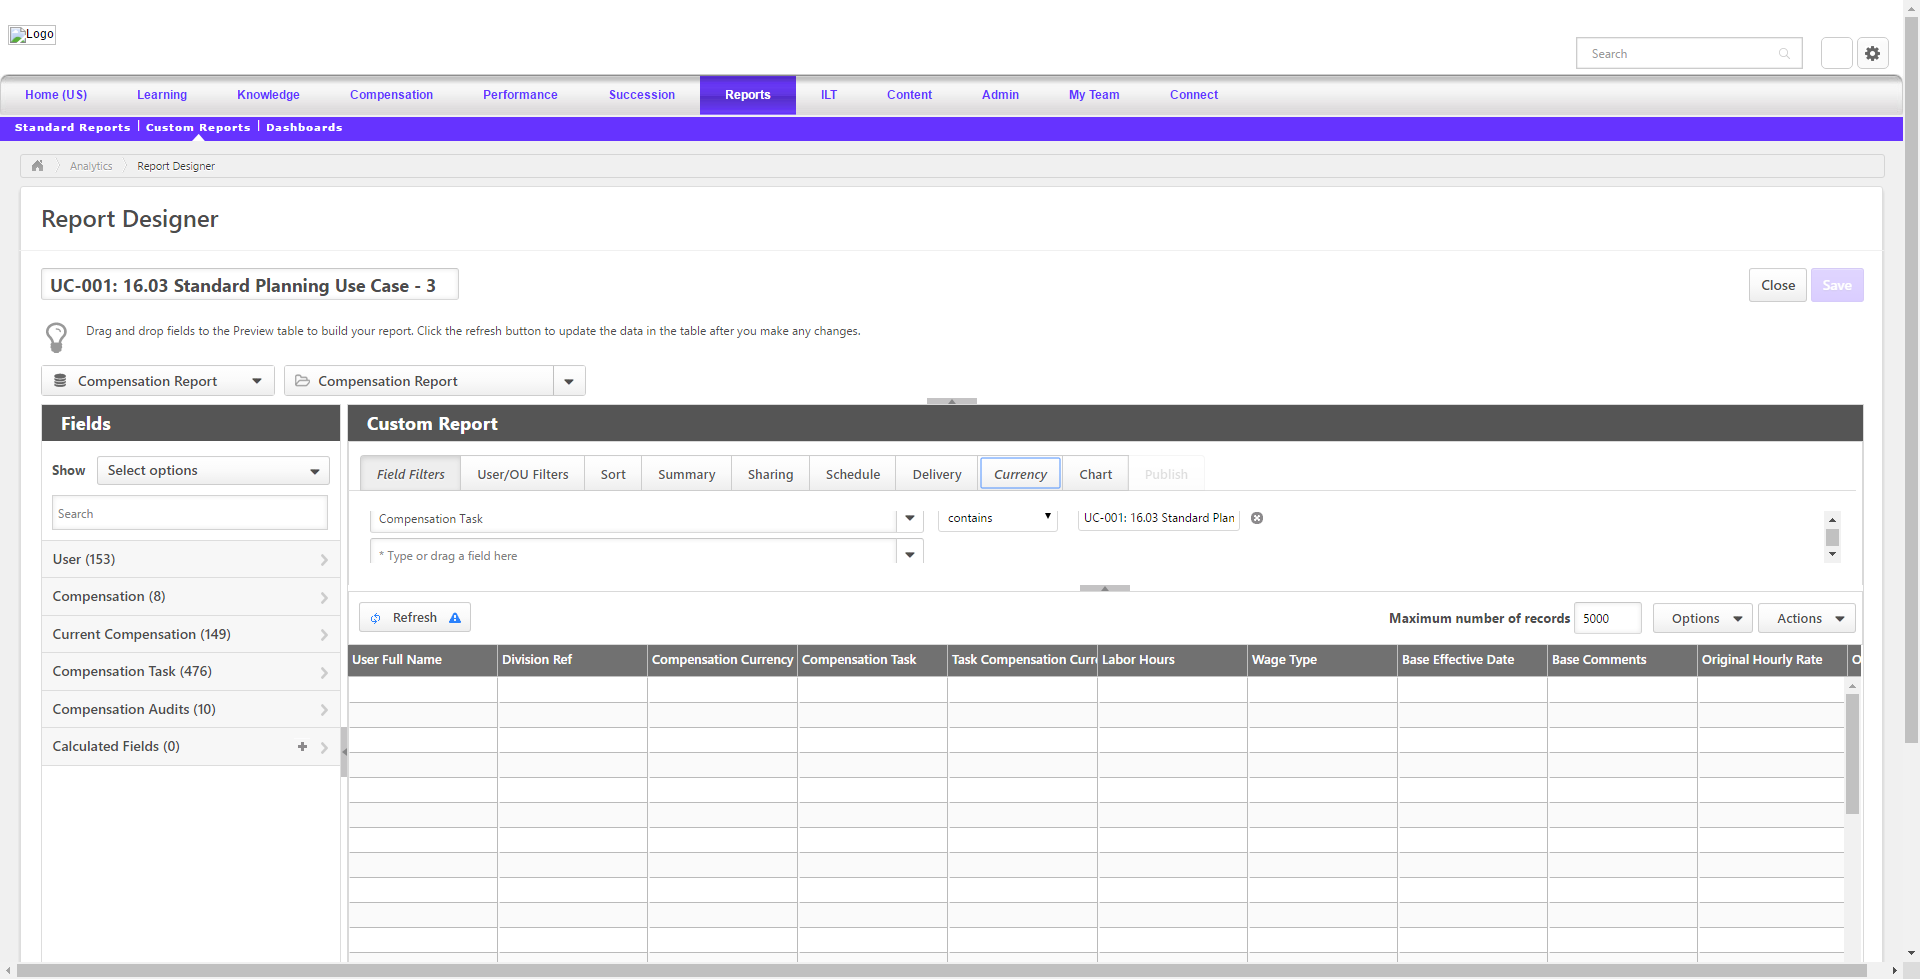 Logo
Search
Home (US) Learning Knowledge Compensation Performance Succession Reports ILT Content Admin My Team Connect
Standard Reports Custom Reports Dashboards
Analytics Report Designer
Report Designer
UC-001: 16.03 Standard Planning Use Case - 3
Close Save
Drag and drop fields to the Preview table to build your report. Click the refresh button to update the data in the table after you make any changes.
Compensation Report Compensation Report
Fields
Custom Report
Show Select options
Field Filters User/OU Filters Sort Summary Sharing Schedule Delivery Currency Chart Publish
Search
Compensation Task contains UC-001: 16.03 Standard Plan
* Type or drag a field here
User (153)
Compensation (8)
Current Compensation (149)
Compensation Task (476)
Compensation Audits (10)
Calculated Fields (0) +
Refresh
Maximum number of records 5000 Options Actions
User Full Name Division Ref Compensation Currency Compensation Task Task Compensation Curr Labor Hours Wage Type Base Effective Date Base Comments Original Hourly Rate O